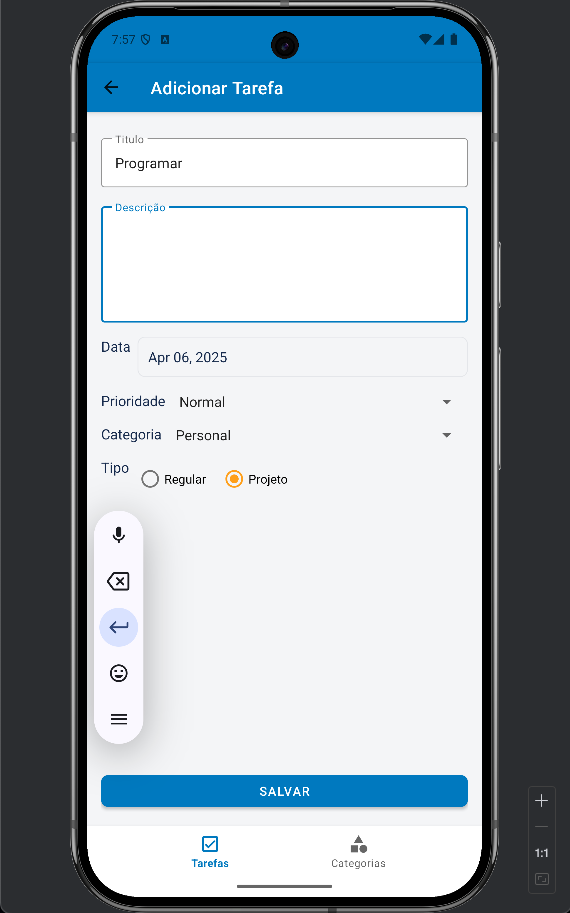 7:57
Adicionar Tarefa
Titulo
Programar
Descrição
Data
Apr 06, 2025
Prioridade Normal
Categoria Personal
Tipo
Regular Projeto
SALVAR
Tarefas Categorias
1:1